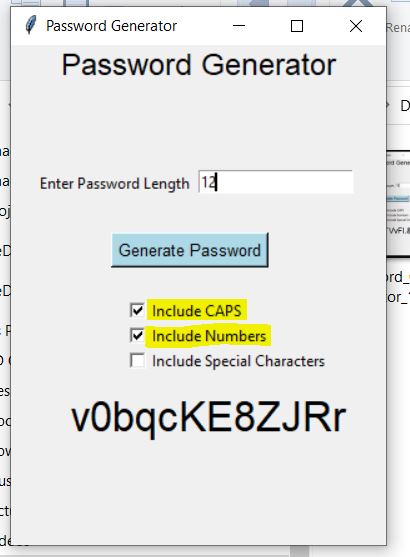 Password Generator
Password Generator
Enter Password Length 12
Generate Password
Include CAPS
Include Numbers
Include Special Characters
v0bqcKE8ZJRr